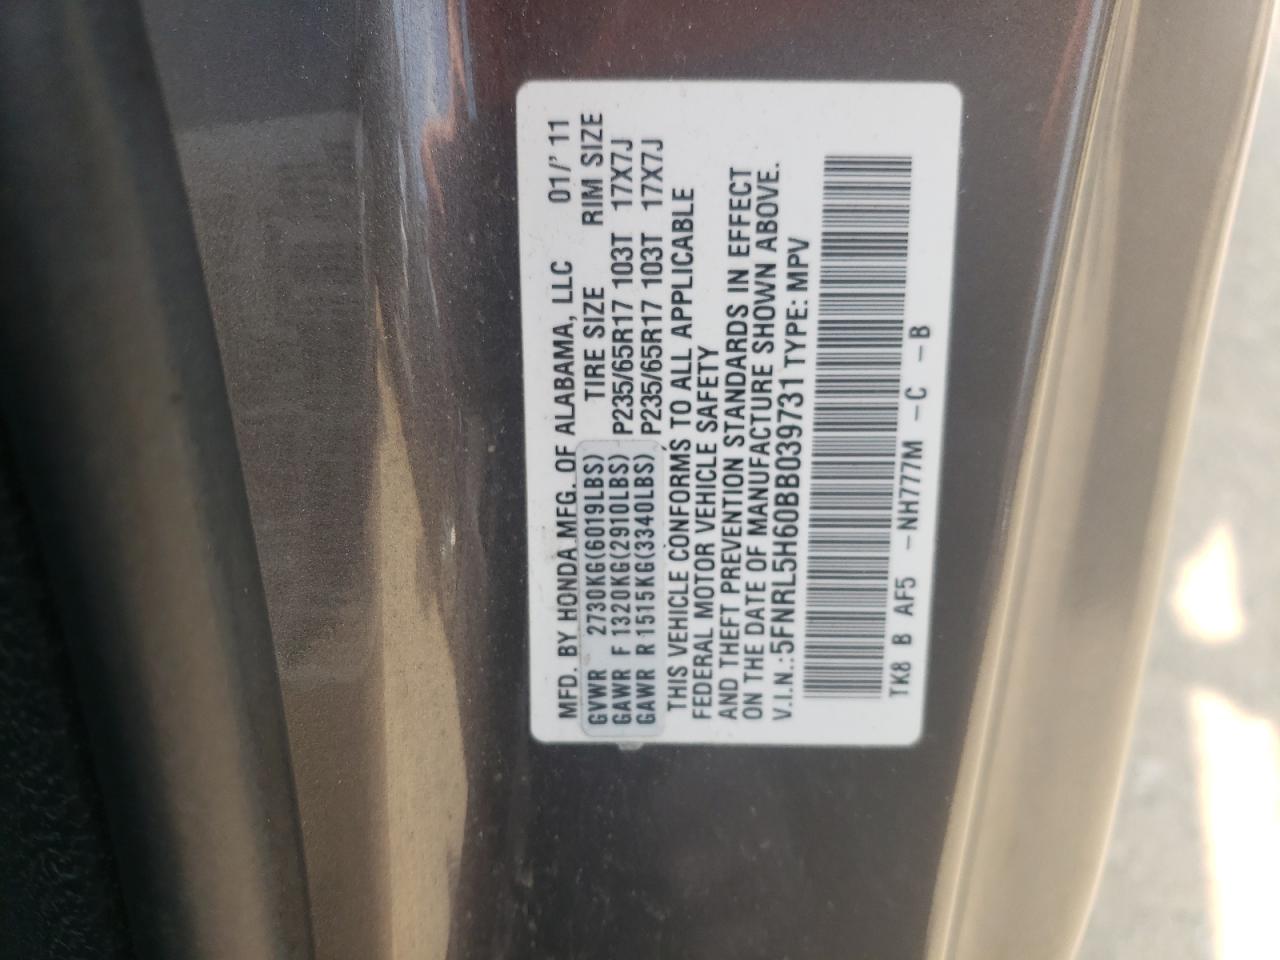 MFD. BY HONDA MFG. OF ALABAMA, LLC 01/' 11
GVWR 2730KG(6019LBS) TIRE SIZE RIM SIZE
GAWR F 1320KG(2910LBS) P235/65R17 103T 17X7J
GAWR R 1515KG(3340LBS) P235/65R17 103T 17X7J
THIS VEHICLE CONFORMS TO ALL APPLICABLE
FEDERAL MOTOR VEHICLE SAFETY
AND THEFT PREVENTION STANDARDS IN EFFECT
ON THE DATE OF MANUFACTURE SHOWN ABOVE.
V.I.N.:5FNRL5H60BB039731 TYPE: MPV
TK8 B AF5 -NH777M -C -B